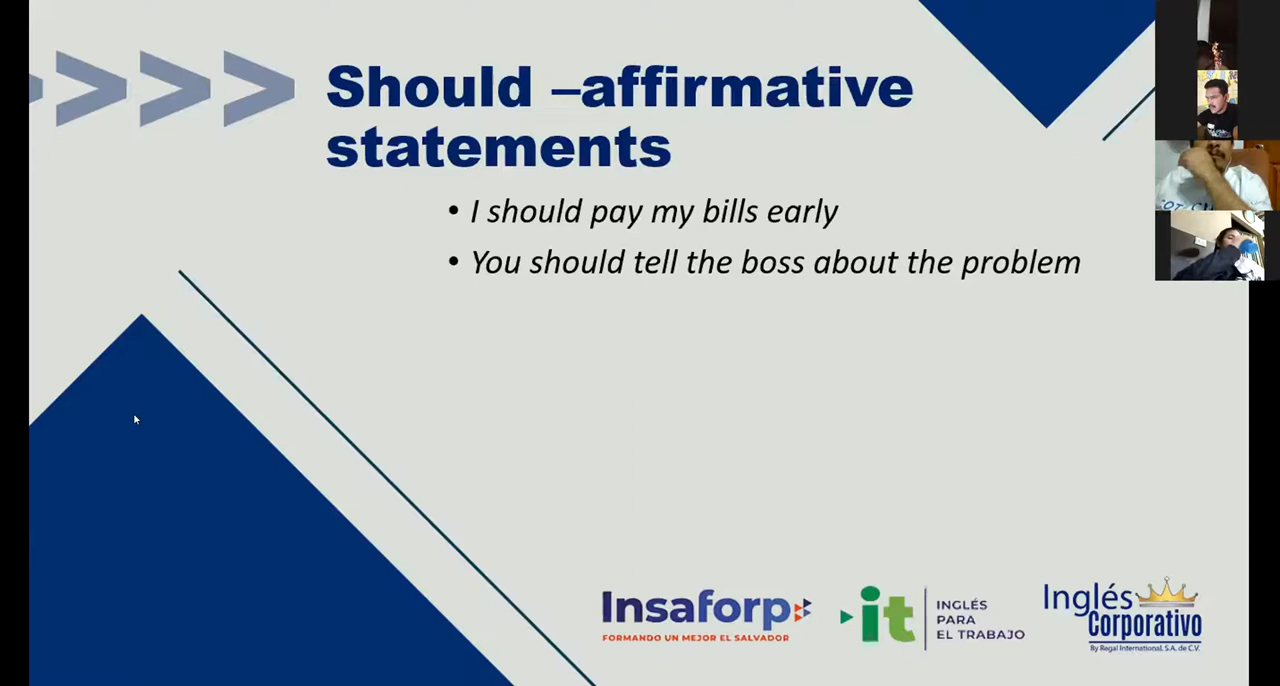 Should –affirmative
statements
• I should pay my bills early
• You should tell the boss about the problem
Insaforp
FORMANDO UN MEJOR EL SALVADOR
it
INGLÉS
PARA
EL TRABAJO
Inglés
Corporativo
By Regal International, S.A. de C.V.